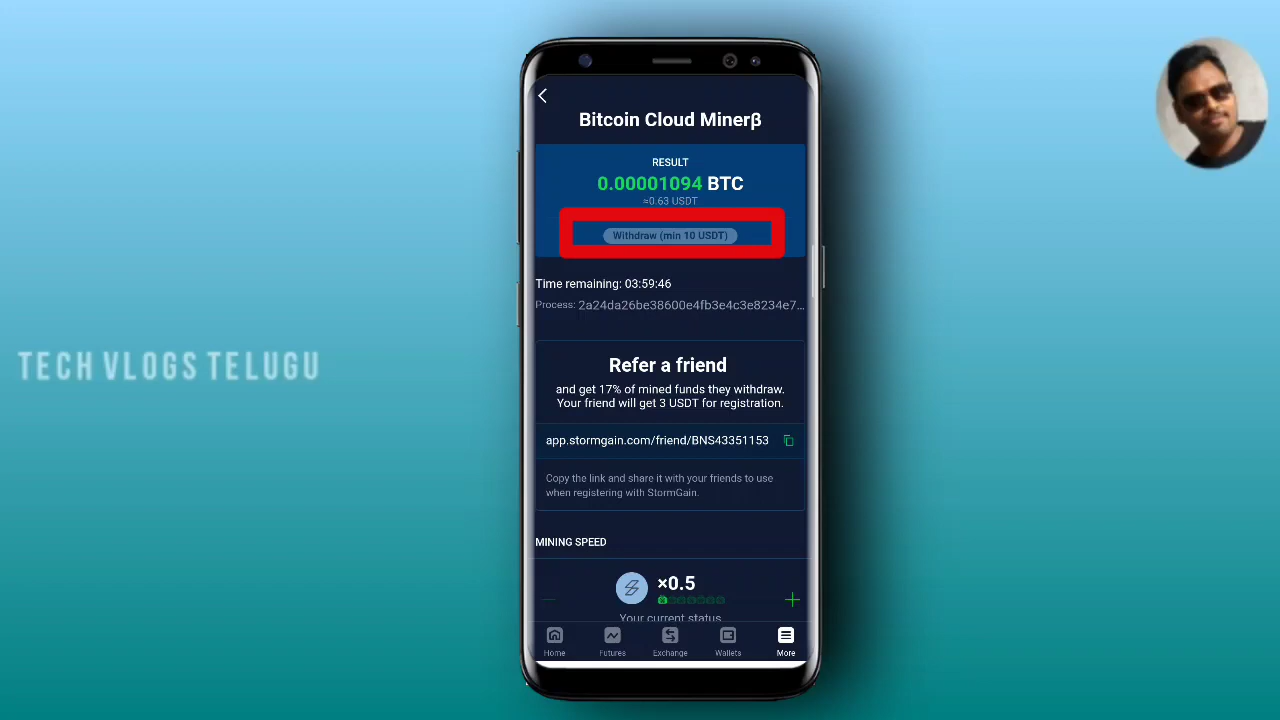 Bitcoin Cloud Minerβ
RESULT
0.00001094 BTC
≈0.63 USDT
Withdraw (min 10 USDT)
Time remaining: 03:59:46
Process: 2a24da26be38600e4fb3e4c3e8234e7...
Refer a friend
and get 17% of mined funds they withdraw.
Your friend will get 3 USDT for registration.
app.stormgain.com/friend/BNS43351153
Copy the link and share it with your friends to use
when registering with StormGain.
MINING SPEED
×0.5
Your current status
Home Futures Exchange Wallets More
TECH VLOGS TELUGU